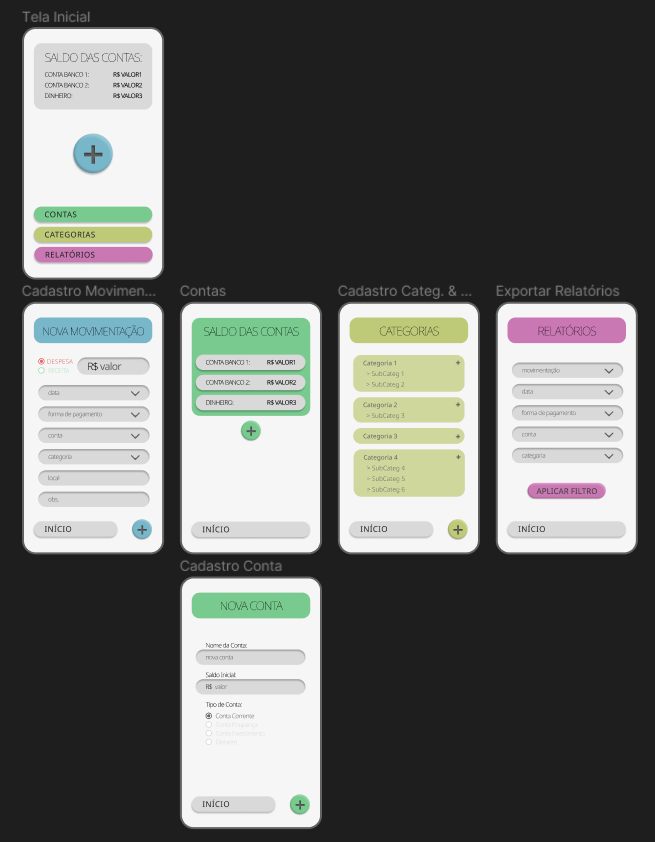 Tela Inicial
SALDO DAS CONTAS:
CONTA BANCO 1: R$ VALOR1
CONTA BANCO 2: R$ VALOR2
DINHEIRO: R$ VALOR3
CONTAS
CATEGORIAS
RELATÓRIOS
Cadastro Movimen...
NOVA MOVIMENTAÇÃO
DESPESA
RECEITA
R$ valor
data
forma de pagamento
conta
categoria
local
obs.
INÍCIO
Contas
SALDO DAS CONTAS
CONTA BANCO 1: R$ VALOR1
CONTA BANCO 2: R$ VALOR2
DINHEIRO: R$ VALOR3
INÍCIO
Cadastro Categ. & ...
CATEGORIAS
Categoria 1 +
> SubCateg 1
> SubCateg 2
Categoria 2 +
> SubCateg 3
Categoria 3 +
Categoria 4 +
> SubCateg 4
> SubCateg 5
> SubCateg 6
INÍCIO
Exportar Relatórios
RELATÓRIOS
movimentação
data
forma de pagamento
conta
categoria
APLICAR FILTRO
INÍCIO
Cadastro Conta
NOVA CONTA
Nome da Conta:
nova conta
Saldo Inicial:
R$ valor
Tipo de Conta:
Conta Corrente
Conta Poupança
Conta Investimento
Dinheiro
INÍCIO